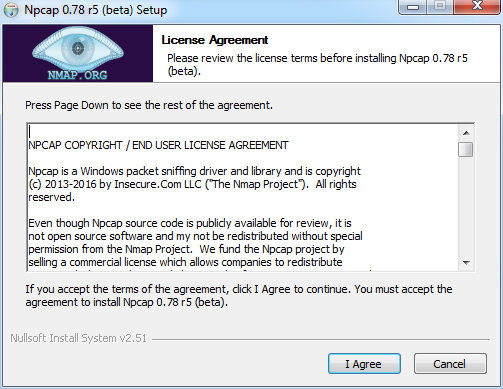 Npcap 0.78 r5 (beta) Setup
NMAP.ORG
License Agreement
Please review the license terms before installing Npcap 0.78 r5
(beta).
Press Page Down to see the rest of the agreement.
NPCAP COPYRIGHT / END USER LICENSE AGREEMENT
Npcap is a Windows packet sniffing driver and library and is copyright
(c) 2013-2016 by Insecure.Com LLC ("The Nmap Project").  All rights
reserved.
Even though Npcap source code is publicly available for review, it is
not open source software and my not be redistributed without special
permission from the Nmap Project.  We fund the Npcap project by
selling a commercial license which allows companies to redistribute
If you accept the terms of the agreement, click I Agree to continue. You must accept the
agreement to install Npcap 0.78 r5 (beta).
Nullsoft Install System v2.51
I Agree
Cancel